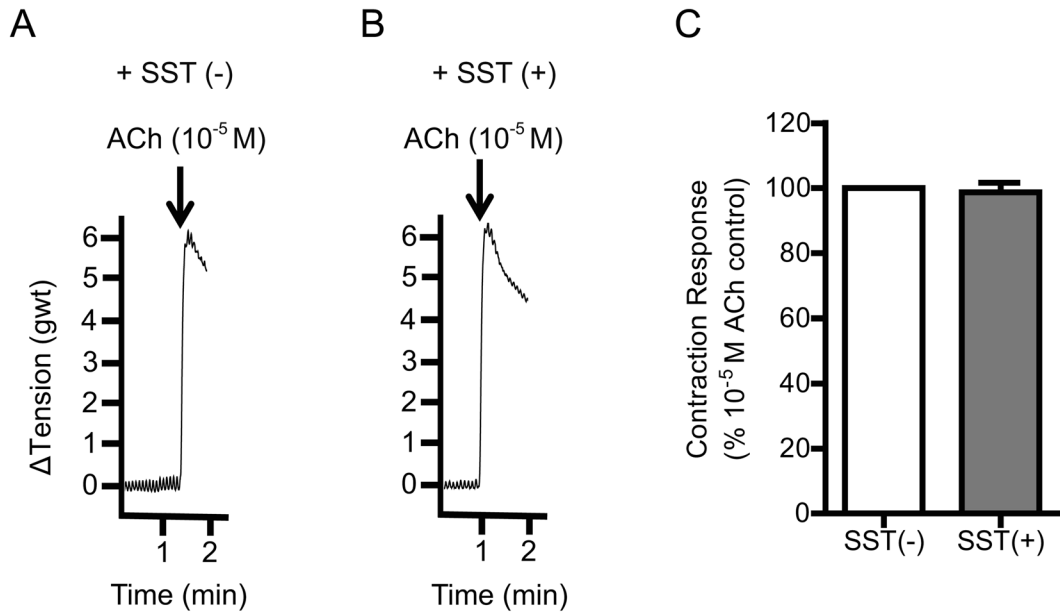 A
+ SST (-)
ACh (10⁻⁵ M)
ΔTension (gwt)
6
5
4
3
2
1
0
1 2
Time (min)
B
+ SST (+)
ACh (10⁻⁵ M)
6
5
4
3
2
1
0
1 2
Time (min)
C
Contraction Response
(% 10⁻⁵ M ACh control)
120
100
80
60
40
20
0
SST(-) SST(+)